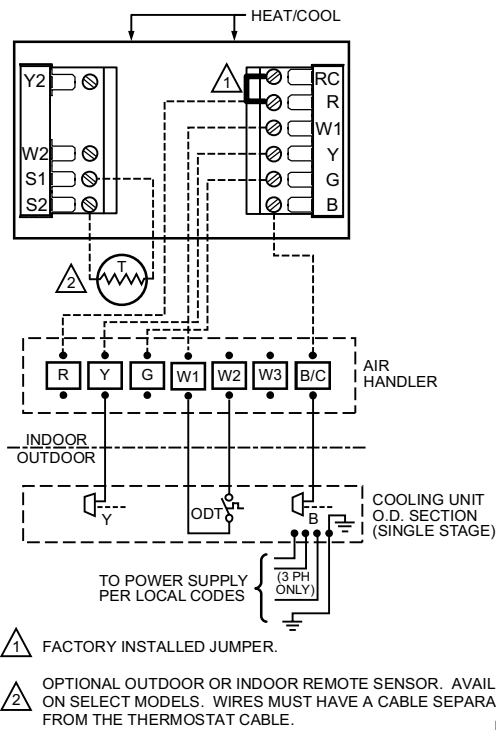 HEAT/COOL
Y2
W2
S1
S2
1
RC
R
W1
Y
G
B
2
T
R
Y
G
W1
W2
W3
B/C
AIR
HANDLER
INDOOR
OUTDOOR
Y
ODT
B
COOLING UNIT
O.D. SECTION
(SINGLE STAGE)
TO POWER SUPPLY
PER LOCAL CODES
(3 PH
ONLY)
1 FACTORY INSTALLED JUMPER.
2 OPTIONAL OUTDOOR OR INDOOR REMOTE SENSOR. AVAIL
ON SELECT MODELS. WIRES MUST HAVE A CABLE SEPARA
FROM THE THERMOSTAT CABLE.